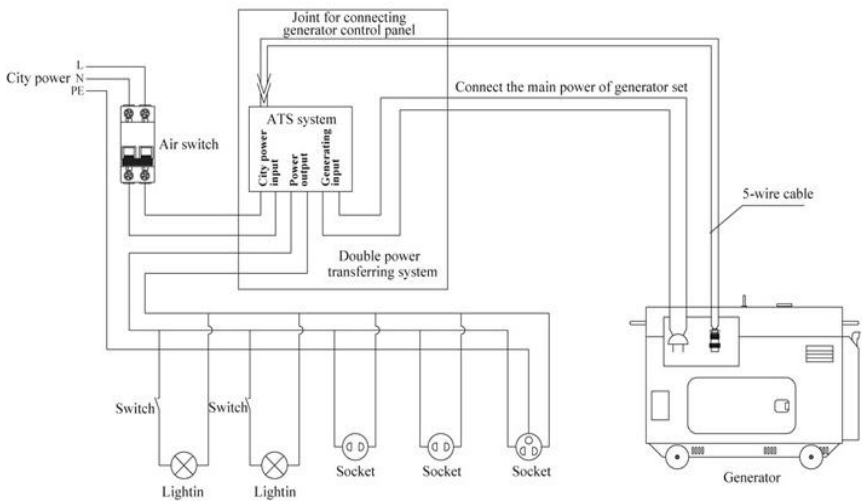 Joint for connecting
generator control panel
L
City power N
PE
Connect the main power of generator set
ATS system
Air switch
City power
input
Power
output
Generating
input
5-wire cable
Double power
transferring system
Switch
Switch
Socket
Socket
Socket
Lightin
Lightin
Generator